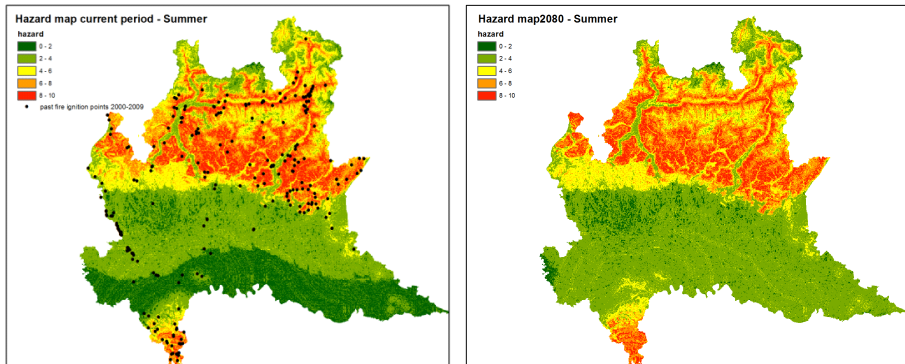 Hazard map current period - Summer
hazard
0 - 2
2 - 4
4 - 6
6 - 8
8 - 10
past fire ignition points 2000-2009
Hazard map2080 - Summer
hazard
0 - 2
2 - 4
4 - 6
6 - 8
8 - 10